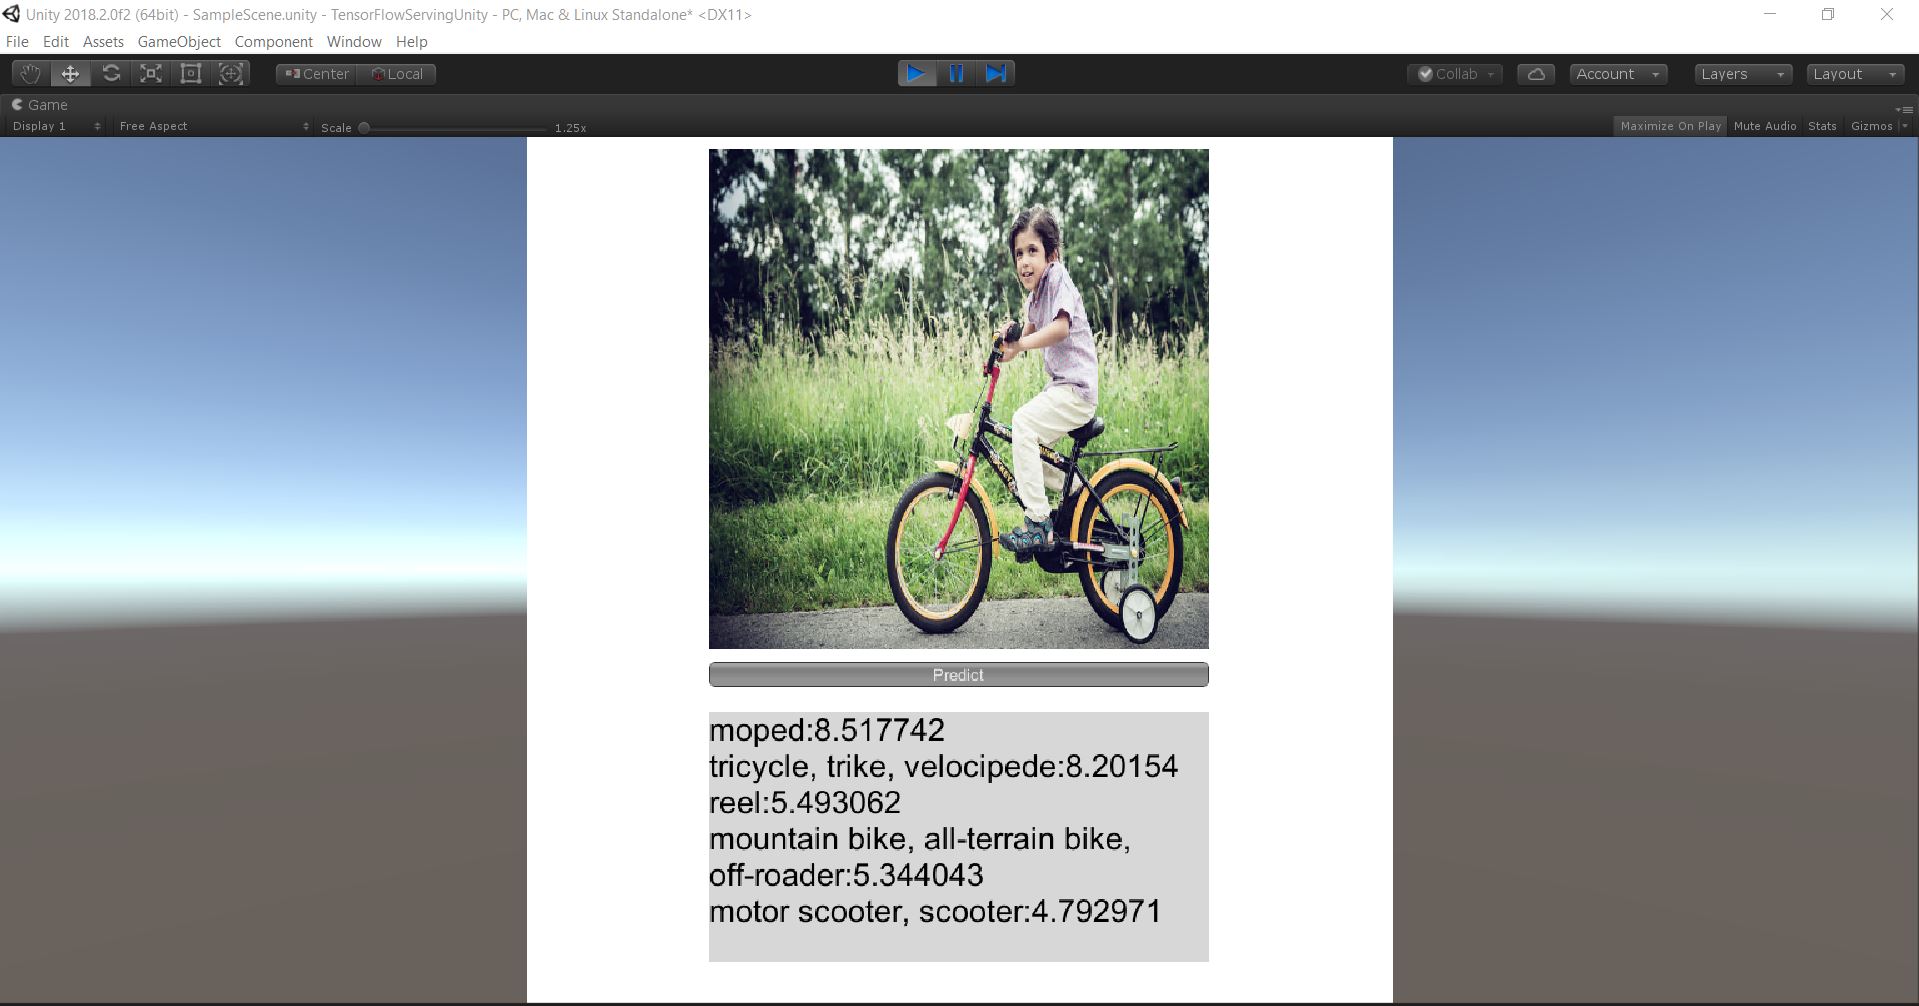 Unity 2018.2.0f2 (64bit) - SampleScene.unity - TensorFlowServingUnity - PC, Mac & Linux Standalone* <DX11>
File Edit Assets GameObject Component Window Help
Center Local Collab Account Layers Layout
Game
Display 1 Free Aspect Scale 1.25x Maximize On Play Mute Audio Stats Gizmos
Predict
moped:8.517742
tricycle, trike, velocipede:8.20154
reel:5.493062
mountain bike, all-terrain bike,
off-roader:5.344043
motor scooter, scooter:4.792971